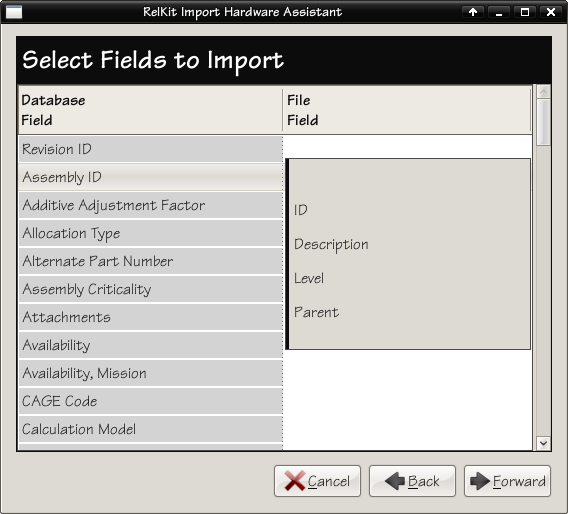 RelKit Import Hardware Assistant
Select Fields to Import
Database
Field
File
Field
Revision ID
Assembly ID
Additive Adjustment Factor
Allocation Type
Alternate Part Number
Assembly Criticality
Attachments
Availability
Availability, Mission
CAGE Code
Calculation Model
ID
Description
Level
Parent
Cancel
Back
Forward